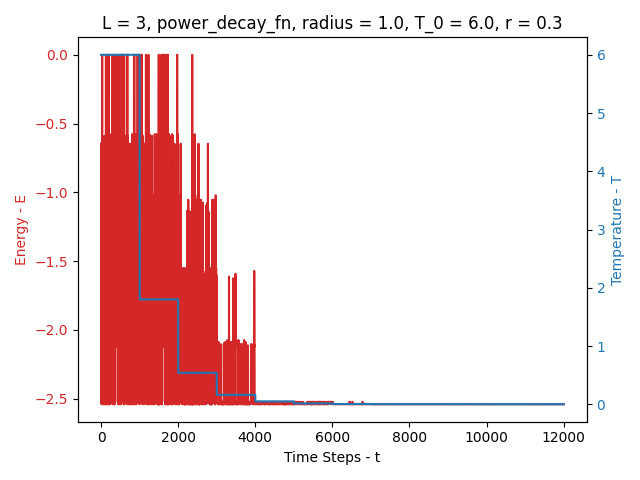 L = 3, power_decay_fn, radius = 1.0, T_0 = 6.0, r = 0.3
Energy - E
0.0
−0.5
−1.0
−1.5
−2.0
−2.5
6
5
4
3
2
1
0
Temperature - T
0 2000 4000 6000 8000 10000 12000
Time Steps - t